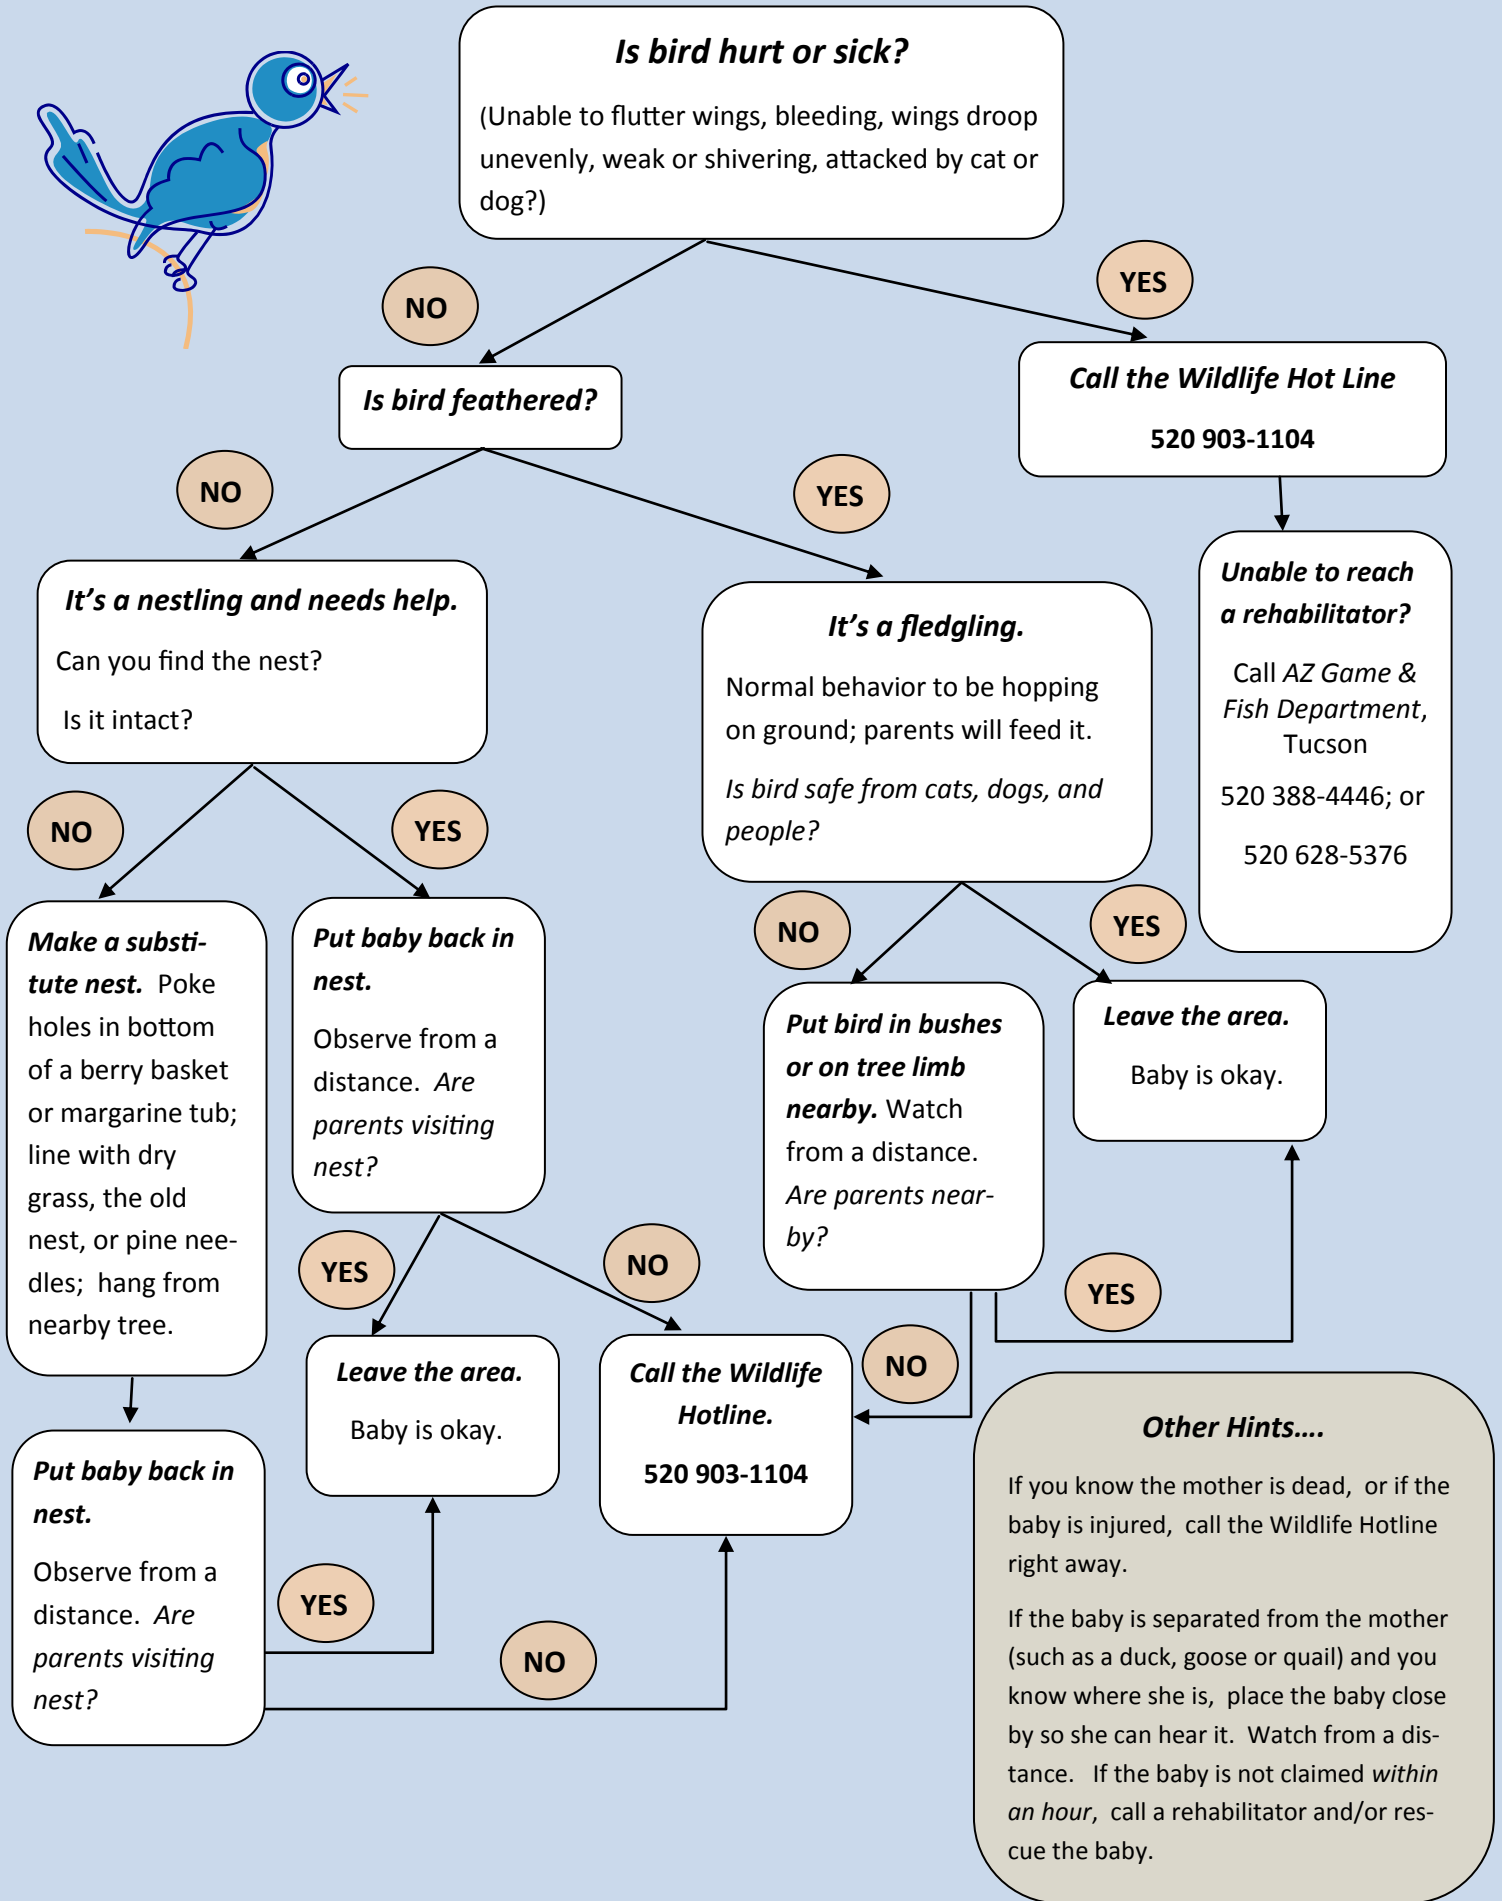 Is bird hurt or sick?
(Unable to flutter wings, bleeding, wings droop
unevenly, weak or shivering, attacked by cat or
dog?)
NO
YES
Is bird feathered?
Call the Wildlife Hot Line
520 903-1104
NO
YES
It's a nestling and needs help.
Can you find the nest?
Is it intact?
It's a fledgling.
Normal behavior to be hopping
on ground; parents will feed it.
Is bird safe from cats, dogs, and
people?
Unable to reach
a rehabilitator?
Call AZ Game &
Fish Department,
Tucson
520 388-4446; or
520 628-5376
NO
YES
NO
YES
Make a substi-
tute nest. Poke
holes in bottom
of a berry basket
or margarine tub;
line with dry
grass, the old
nest, or pine nee-
dles; hang from
nearby tree.
Put baby back in
nest.
Observe from a
distance. Are
parents visiting
nest?
Put bird in bushes
or on tree limb
nearby. Watch
from a distance.
Are parents near-
by?
Leave the area.
Baby is okay.
YES
NO
YES
Leave the area.
Baby is okay.
Call the Wildlife
Hotline.
520 903-1104
NO
Put baby back in
nest.
Observe from a
distance. Are
parents visiting
nest?
YES
NO
Other Hints....
If you know the mother is dead, or if the
baby is injured, call the Wildlife Hotline
right away.
If the baby is separated from the mother
(such as a duck, goose or quail) and you
know where she is, place the baby close
by so she can hear it. Watch from a dis-
tance. If the baby is not claimed within
an hour, call a rehabilitator and/or res-
cue the baby.